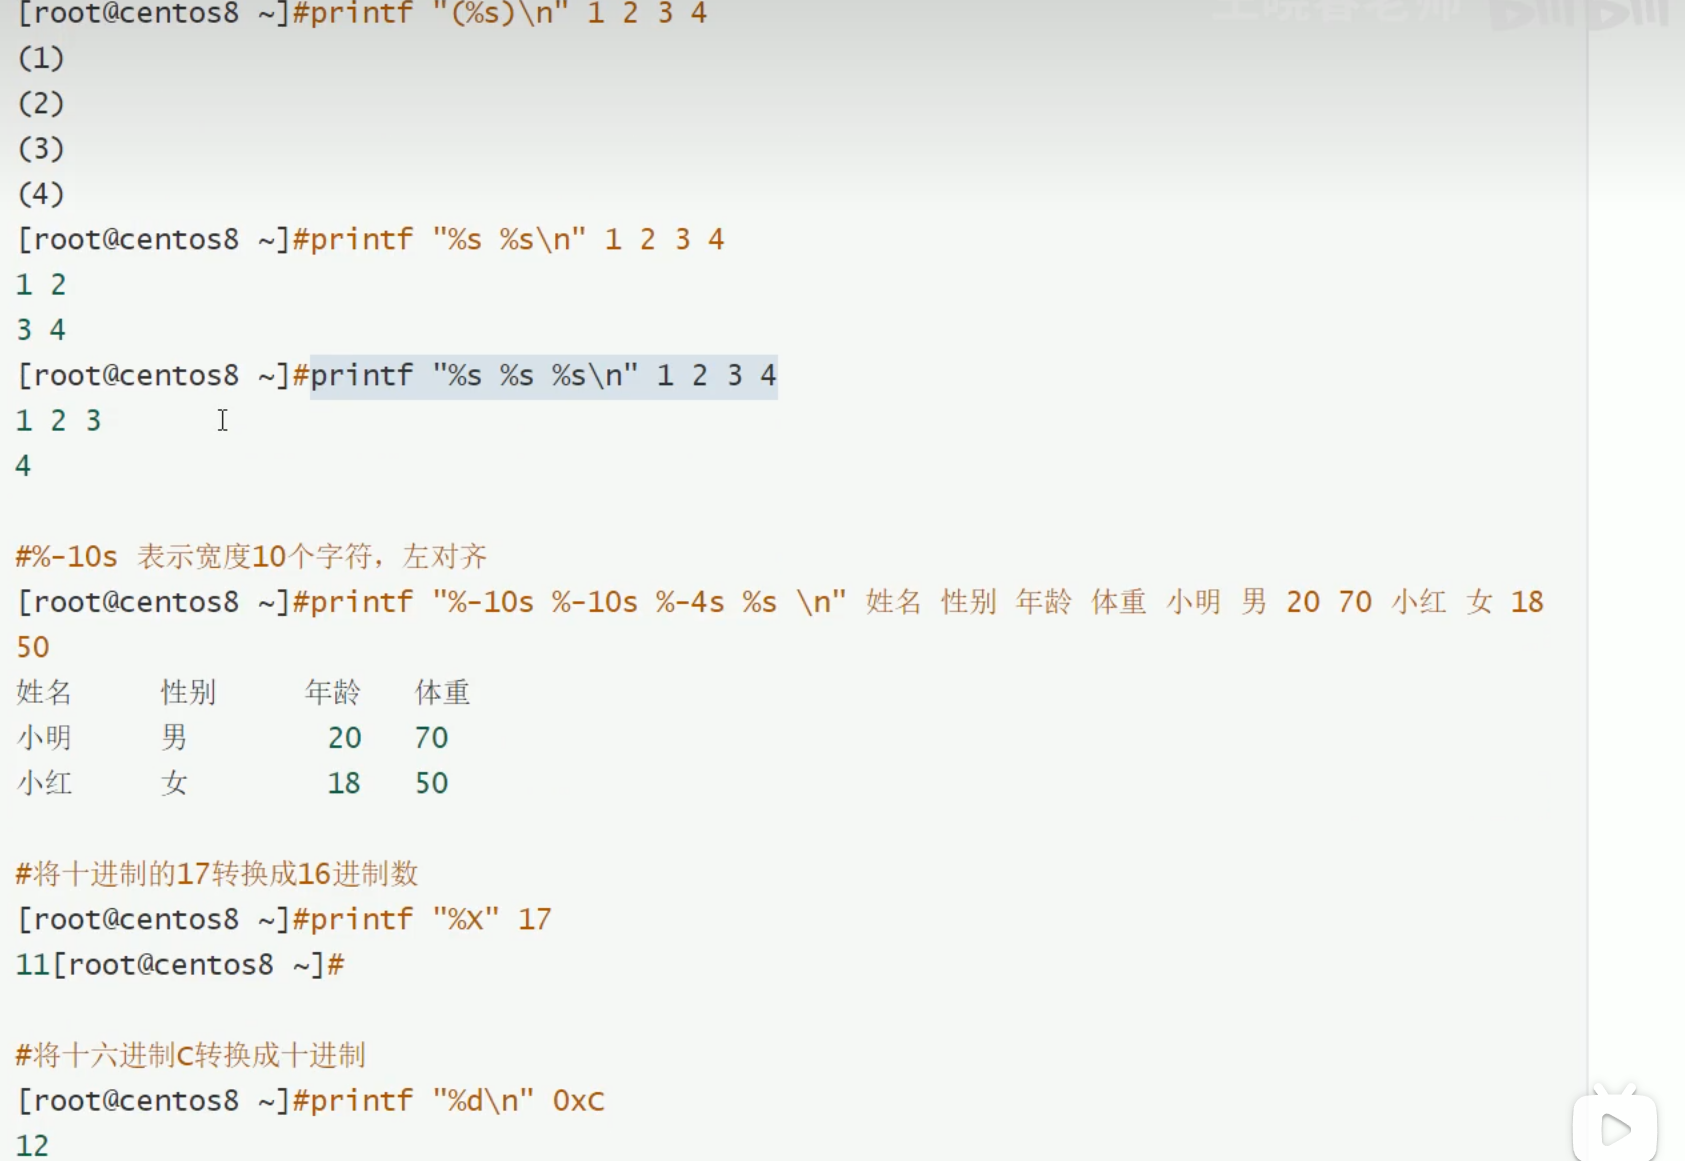 [root@centos8 ~]#printf "(%s)\n" 1 2 3 4
(1)
(2)
(3)
(4)
[root@centos8 ~]#printf "%s %s\n" 1 2 3 4
1 2
3 4
[root@centos8 ~]#printf "%s %s %s\n" 1 2 3 4
1 2 3
4
#%-10s 表示宽度10个字符，左对齐
[root@centos8 ~]#printf "%-10s %-10s %-4s %s \n" 姓名 性别 年龄 体重 小明 男 20 70 小红 女 18
50
姓名 性别 年龄 体重
小明 男 20 70
小红 女 18 50
#将十进制的17转换成16进制数
[root@centos8 ~]#printf "%X" 17
11[root@centos8 ~]#
#将十六进制C转换成十进制
[root@centos8 ~]#printf "%d\n" 0xC
12